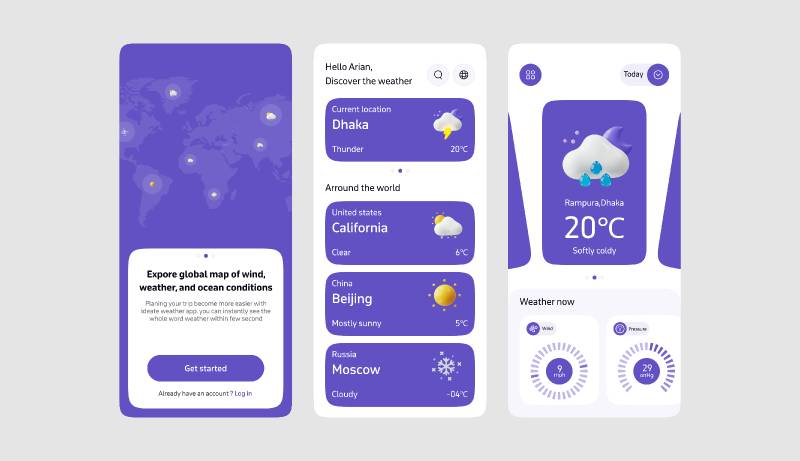 Expore global map of wind,
weather, and ocean conditions
Planing your trip become more easier with
ideate weather app. you can instantly see the
whole word weather within few second
Get started
Already have an account ? Log in
Hello Arian,
Discover the weather
Current location
Dhaka
Thunder
20°C
Arround the world
United states
California
Clear
6°C
China
Beijing
Mostly sunny
5°C
Russia
Moscow
Cloudy
-04°C
Today
Rampura,Dhaka
20°C
Softly coldy
Weather now
Wind
9
mph
Pressure
29